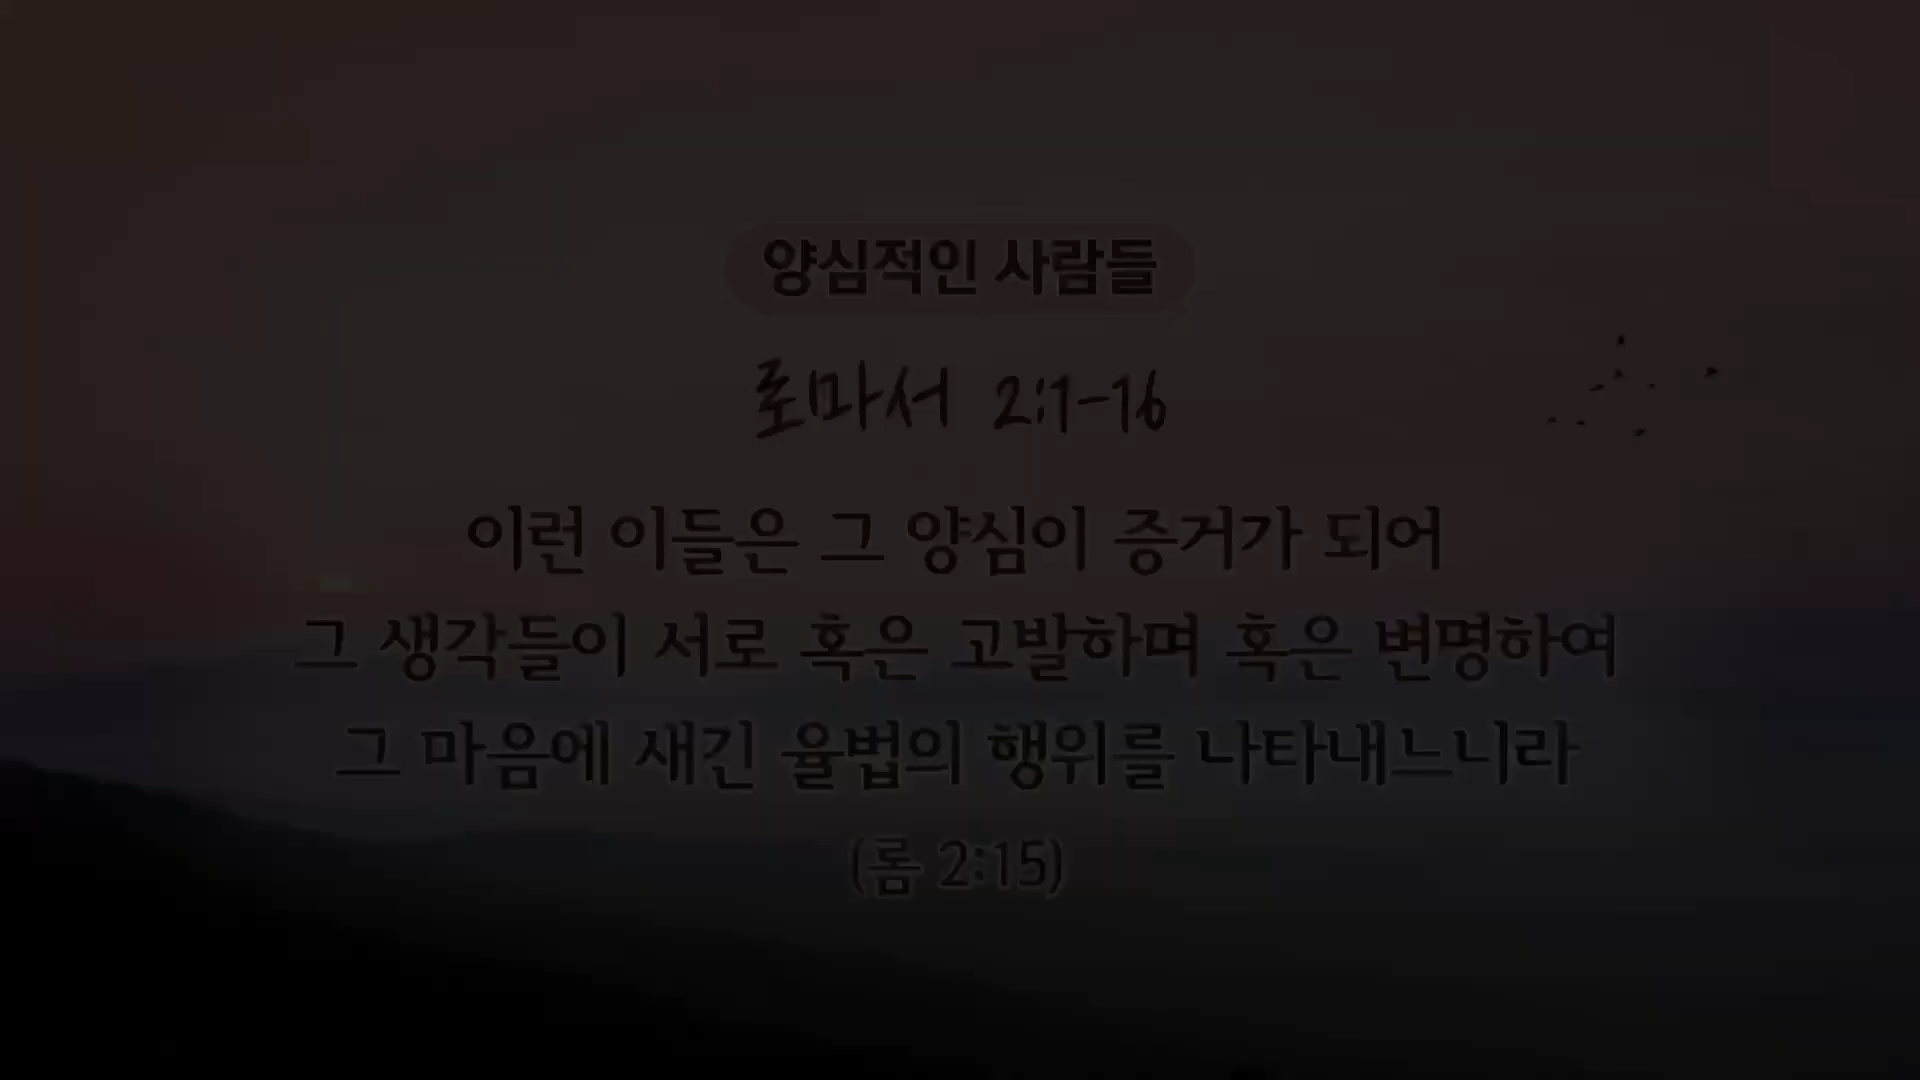 양심적인 사람들
로마서 2:1-16
이런 이들은 그 양심이 증거가 되어
그 생각들이 서로 혹은 고발하며 혹은 변명하여
그 마음에 새긴 율법의 행위를 나타내느니라
(롬 2:15)